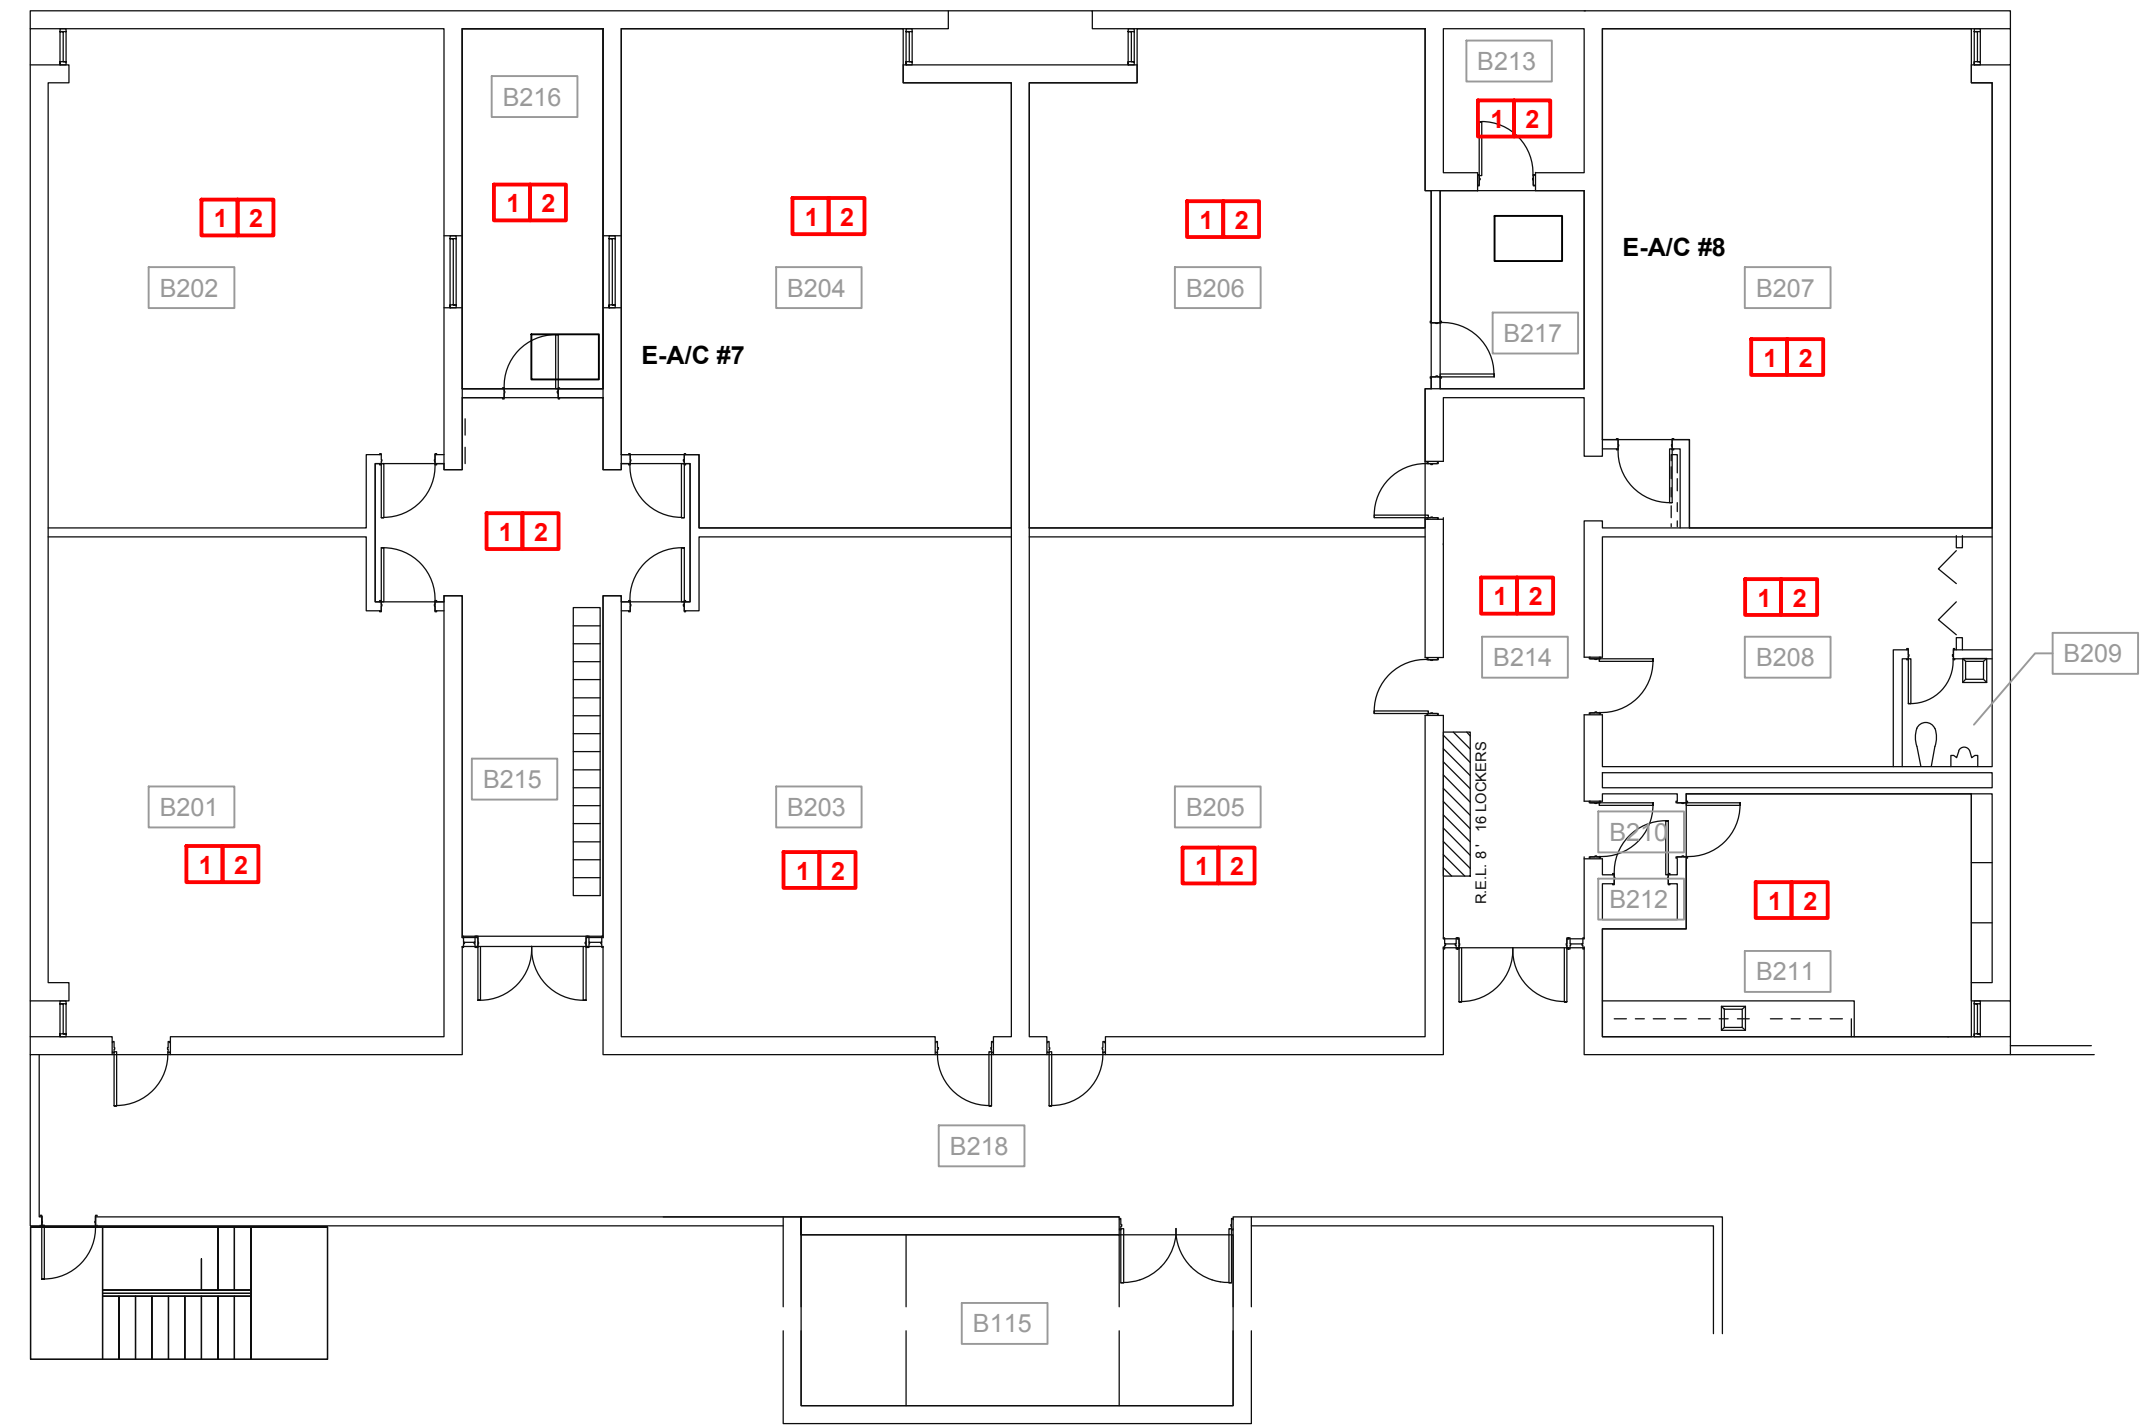 B213
B216
1 2
1 2
1 2
1 2
1 2
E-A/C #8
B202
B204
B206
B207
B217
E-A/C #7
1 2
1 2
1 2
1 2
B214
B208
B209
B215
R.E.L. 8' 16 LOCKERS
B201
B203
B205
B210
1 2
1 2
1 2
B212
1 2
B211
B218
B115